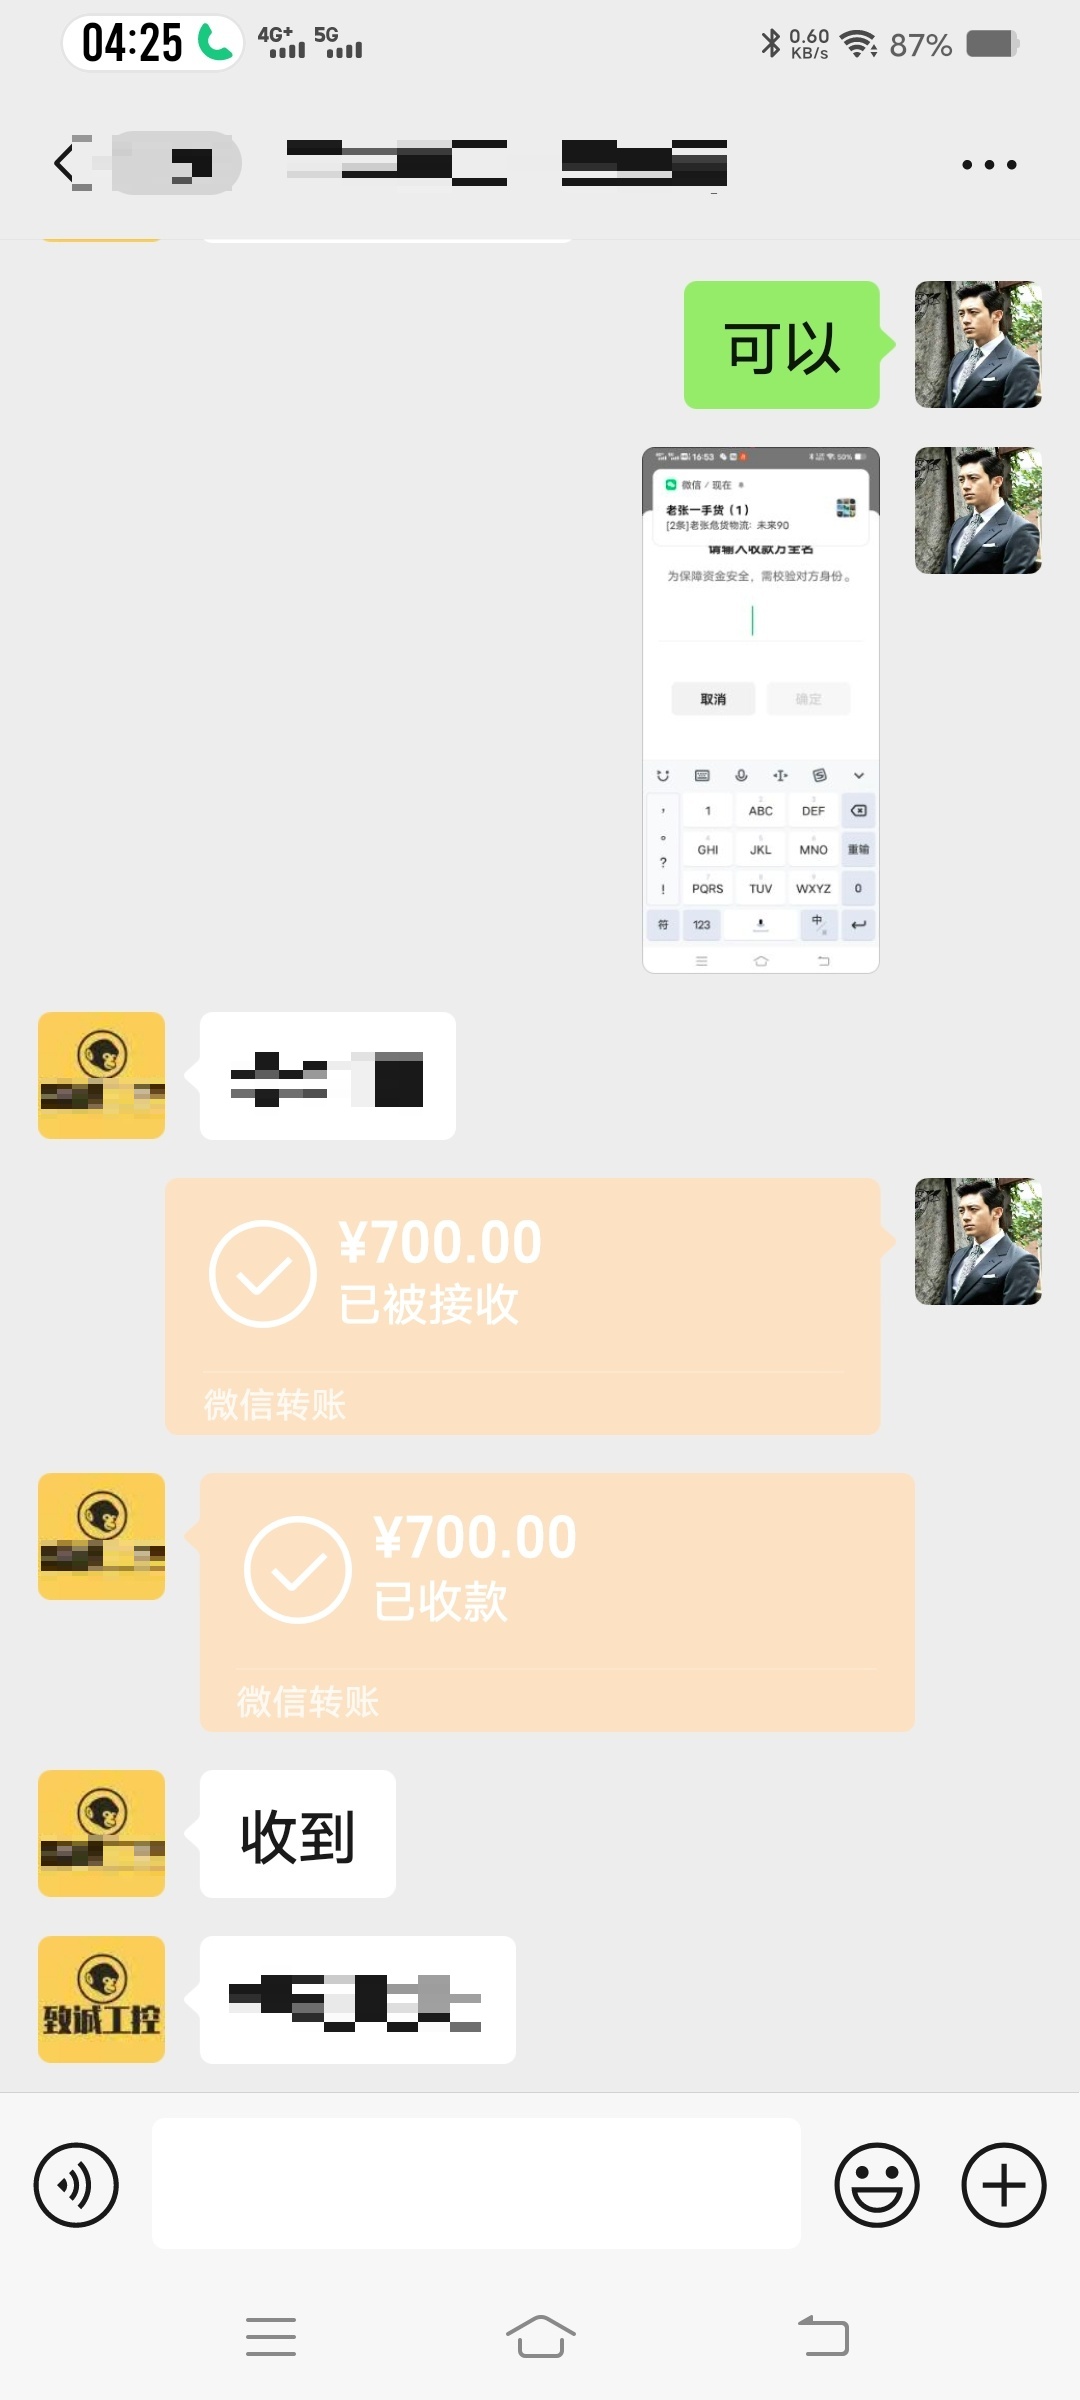 04:25
4G+
5G
0.60
KB/s
87%
可以
16:53
50%
微信 / 现在
老张一手货（1）
[2条]老张危货物流：未来90
请输入收款方全名
为保障资金安全，需校验对方身份。
取消
确定
，
1
ABC
DEF
。
GHI
JKL
MNO
重输
？
！
PQRS
TUV
WXYZ
0
符
123
中
¥700.00
已被接收
微信转账
¥700.00
已收款
微信转账
收到
致诚工控